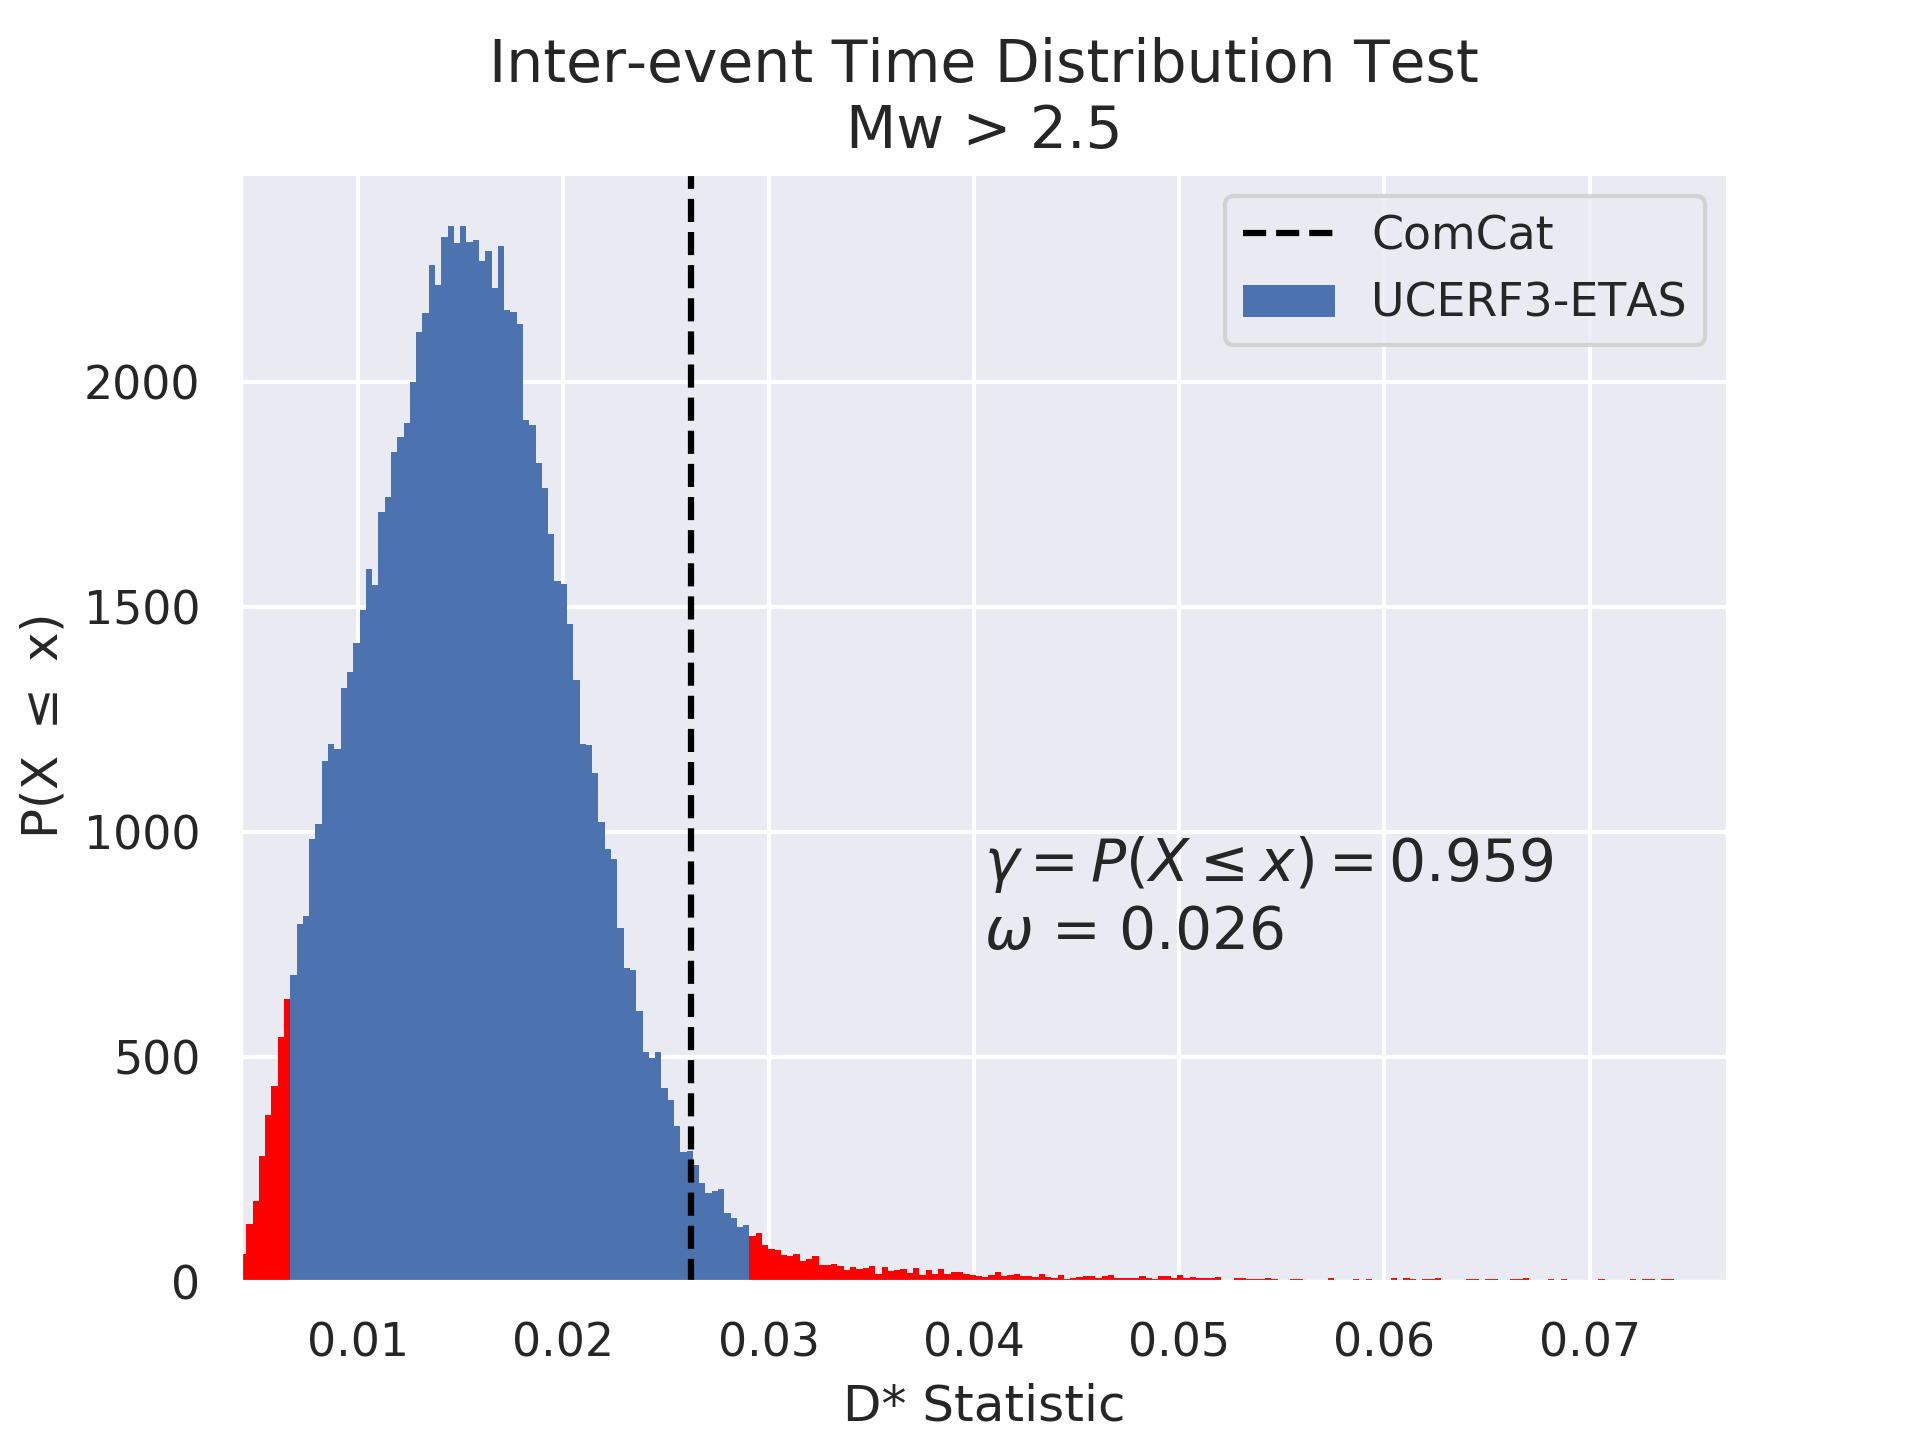 Inter-event Time Distribution Test
Mw > 2.5
ComCat
UCERF3-ETAS
P(X ≤ x)
2000
1500
1000
500
0
γ = P(X ≤ x) = 0.959
ω = 0.026
0.01 0.02 0.03 0.04 0.05 0.06 0.07
D* Statistic